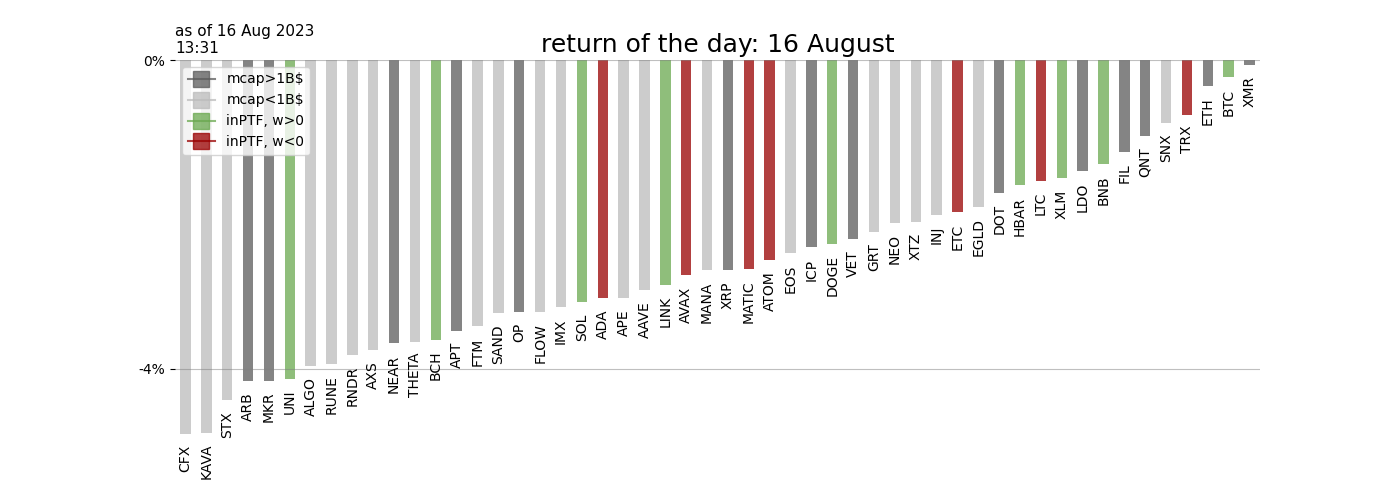 as of 16 Aug 2023
13:31
return of the day: 16 August
0%
mcap>1B$
mcap<1B$
inPTF, w>0
inPTF, w<0
-4%
CFX
KAVA
STX
ARB
MKR
UNI
ALGO
RUNE
RNDR
AXS
NEAR
THETA
BCH
APT
FTM
SAND
OP
FLOW
IMX
SOL
ADA
APE
AAVE
LINK
AVAX
MANA
XRP
MATIC
ATOM
EOS
ICP
DOGE
VET
GRT
NEO
XTZ
INJ
ETC
EGLD
DOT
HBAR
LTC
XLM
LDO
BNB
FIL
QNT
SNX
TRX
ETH
BTC
XMR